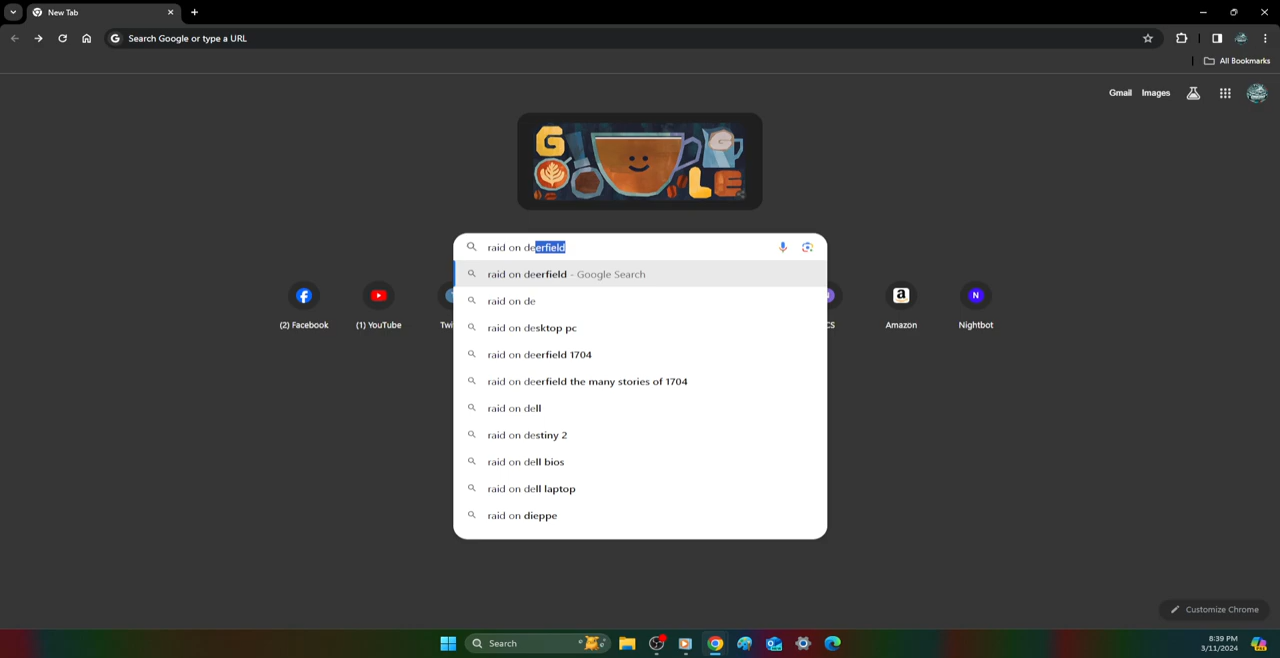 New Tab
Search Google or type a URL
All Bookmarks
Gmail Images
G G L E
raid on deerfield
raid on deerfield - Google Search
raid on de
raid on desktop pc
raid on deerfield 1704
raid on deerfield the many stories of 1704
raid on dell
raid on destiny 2
raid on dell bios
raid on dell laptop
raid on dieppe
N
(2) Facebook (1) YouTube Twi CS Amazon Nightbot
Customize Chrome
Search
8:39 PM
3/11/2024